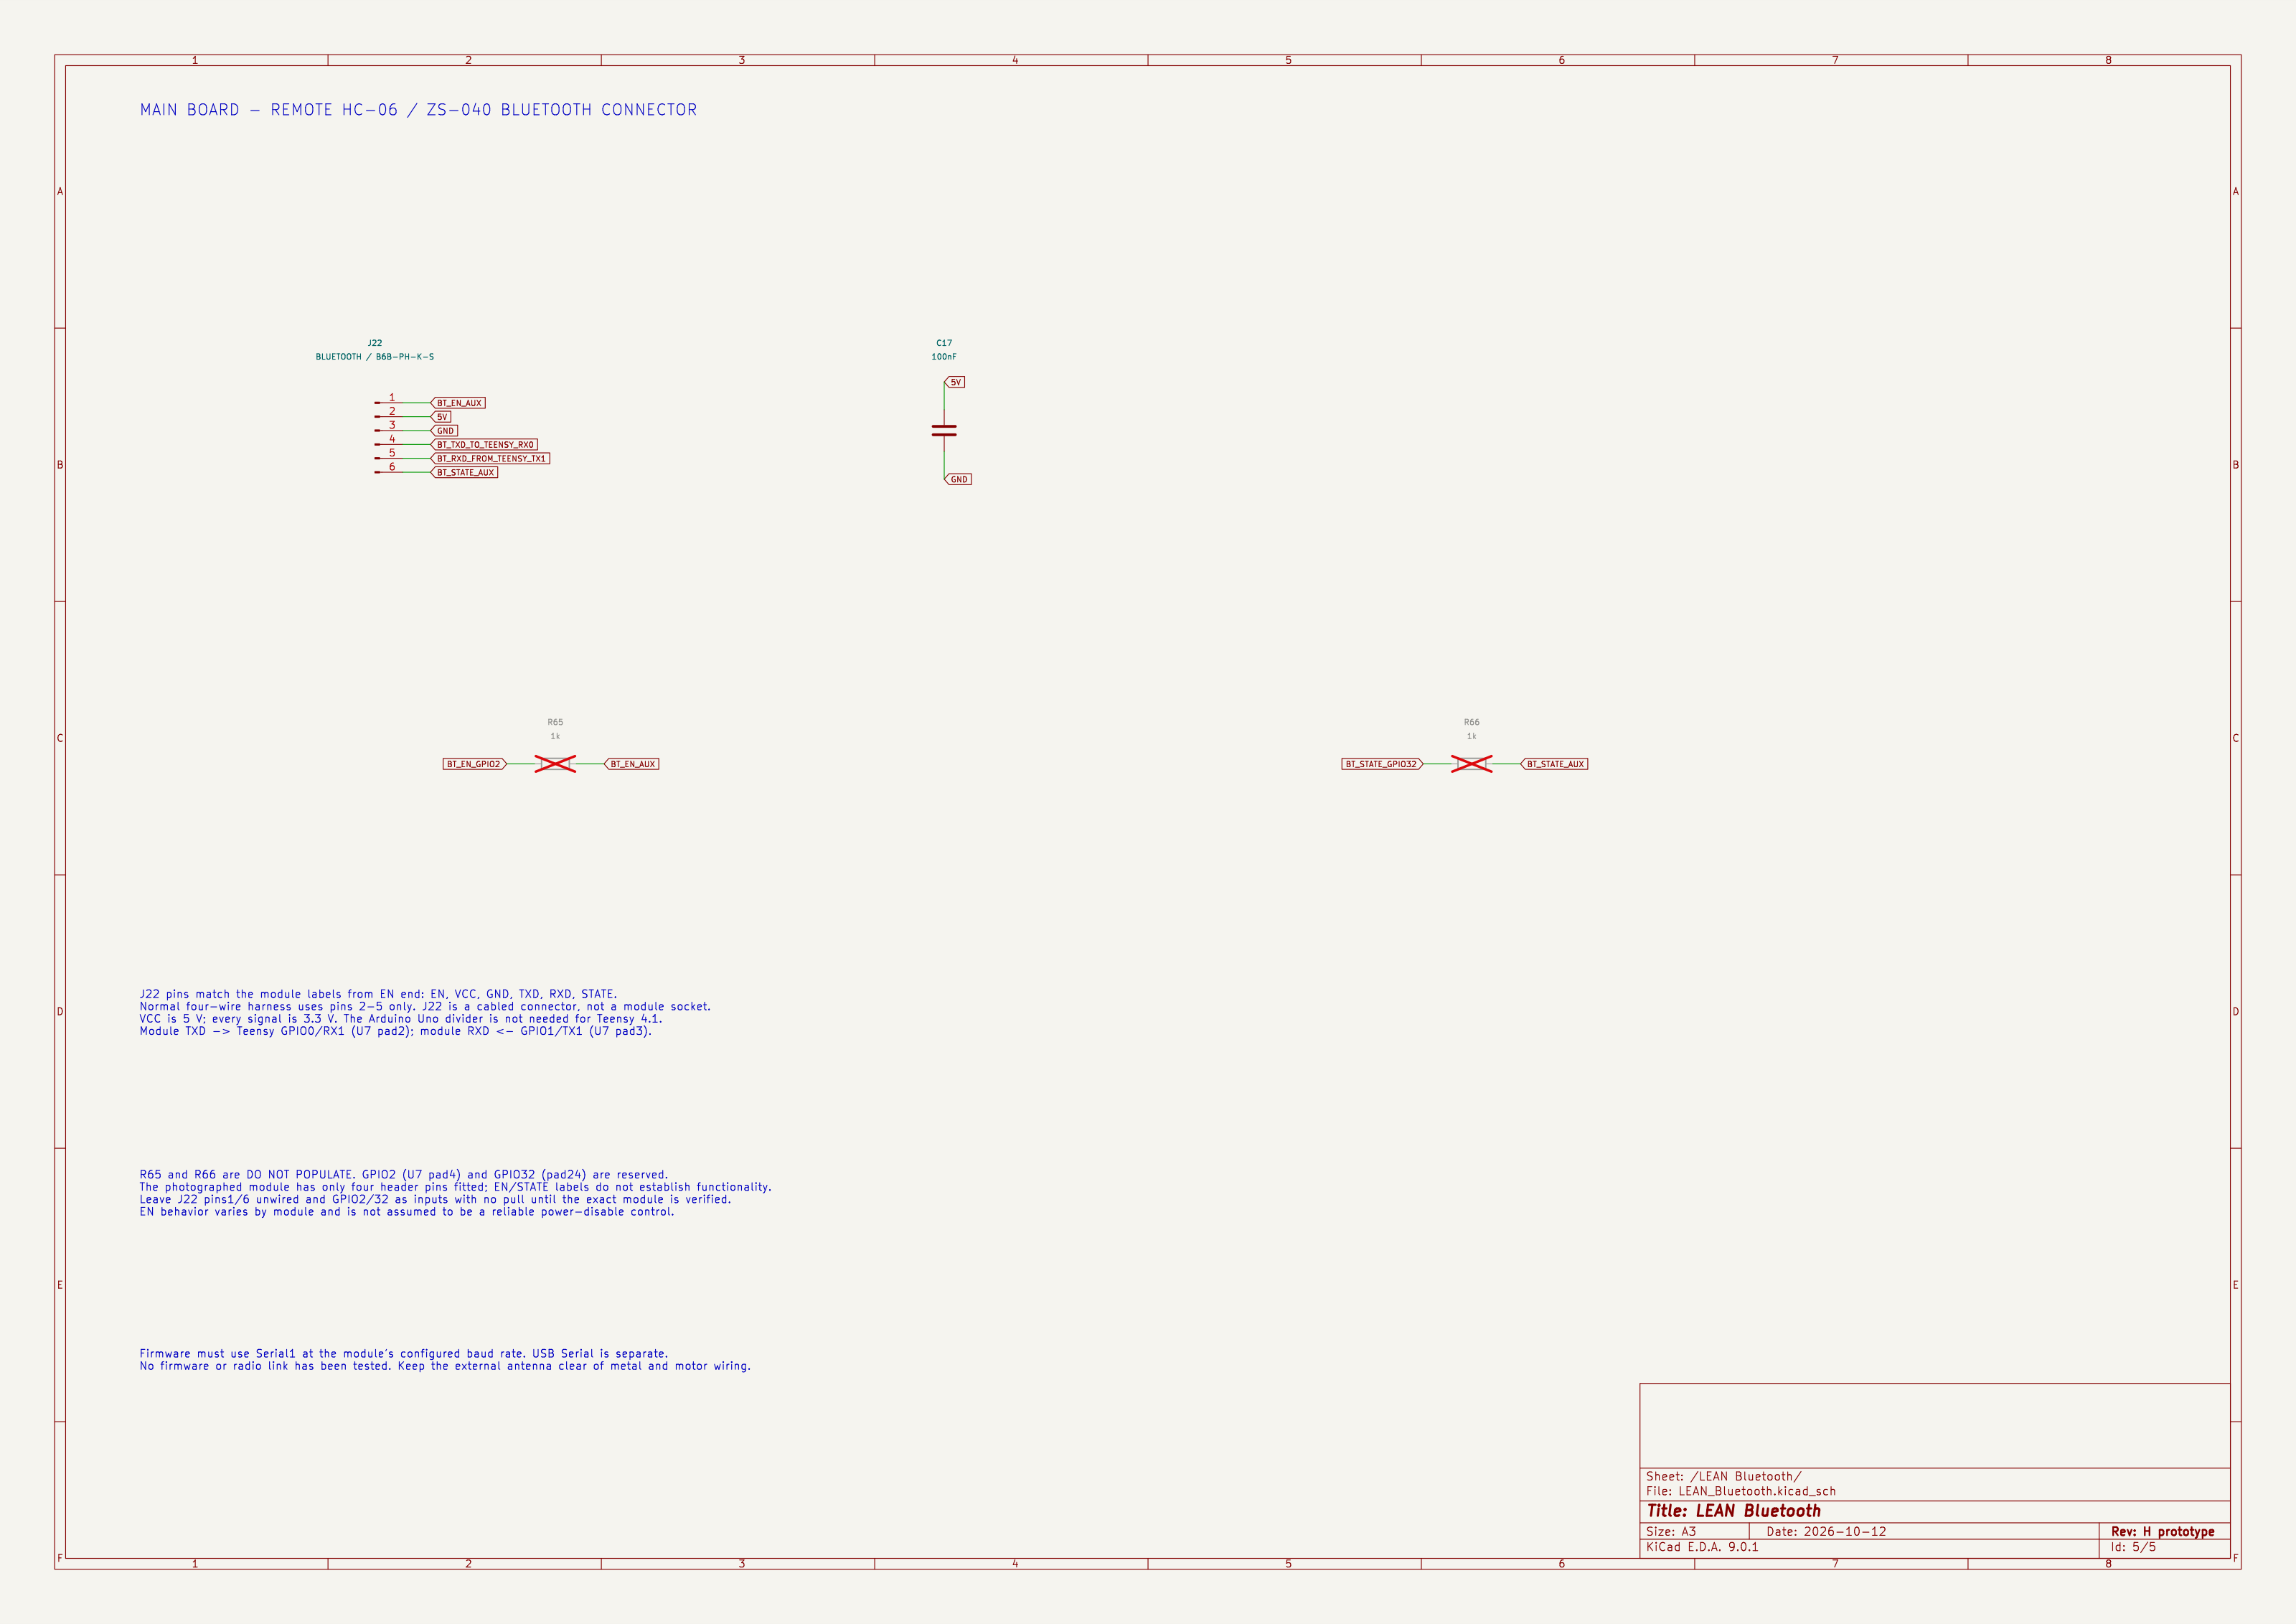 1 2 3 4 5 6 7 8
MAIN BOARD - REMOTE HC-06 / ZS-040 BLUETOOTH CONNECTOR
A A
J22
BLUETOOTH / B6B-PH-K-S
C17
100nF
5V
1 BT_EN_AUX
2 5V
3 GND
4 BT_TXD_TO_TEENSY_RX0
5 BT_RXD_FROM_TEENSY_TX1
6 BT_STATE_AUX
GND
B B
R65
1k
BT_EN_GPIO2 BT_EN_AUX
R66
1k
BT_STATE_GPIO32 BT_STATE_AUX
C C
J22 pins match the module labels from EN end: EN, VCC, GND, TXD, RXD, STATE.
Normal four-wire harness uses pins 2-5 only. J22 is a cabled connector, not a module socket.
VCC is 5 V; every signal is 3.3 V. The Arduino Uno divider is not needed for Teensy 4.1.
Module TXD -> Teensy GPIO0/RX1 (U7 pad2); module RXD <- GPIO1/TX1 (U7 pad3).
D D
R65 and R66 are DO NOT POPULATE. GPIO2 (U7 pad4) and GPIO32 (pad24) are reserved.
The photographed module has only four header pins fitted; EN/STATE labels do not establish functionality.
Leave J22 pins1/6 unwired and GPIO2/32 as inputs with no pull until the exact module is verified.
EN behavior varies by module and is not assumed to be a reliable power-disable control.
E E
Firmware must use Serial1 at the module's configured baud rate. USB Serial is separate.
No firmware or radio link has been tested. Keep the external antenna clear of metal and motor wiring.
Sheet: /LEAN Bluetooth/
File: LEAN_Bluetooth.kicad_sch
Title: LEAN Bluetooth
Size: A3 Date: 2026-10-12 Rev: H prototype
KiCad E.D.A. 9.0.1 Id: 5/5
F F
1 2 3 4 5 6 7 8